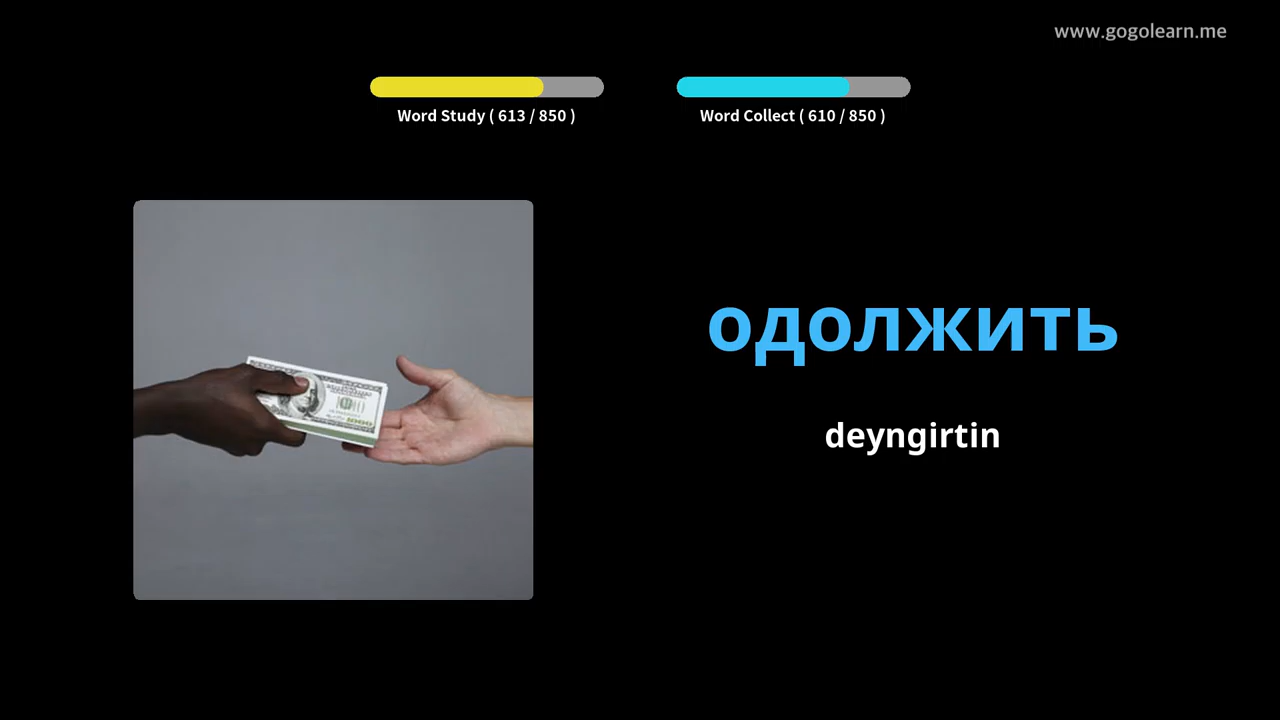 www.gogolearn.me
Word Study ( 613 / 850 )
Word Collect ( 610 / 850 )
одолжить
deyngirtin